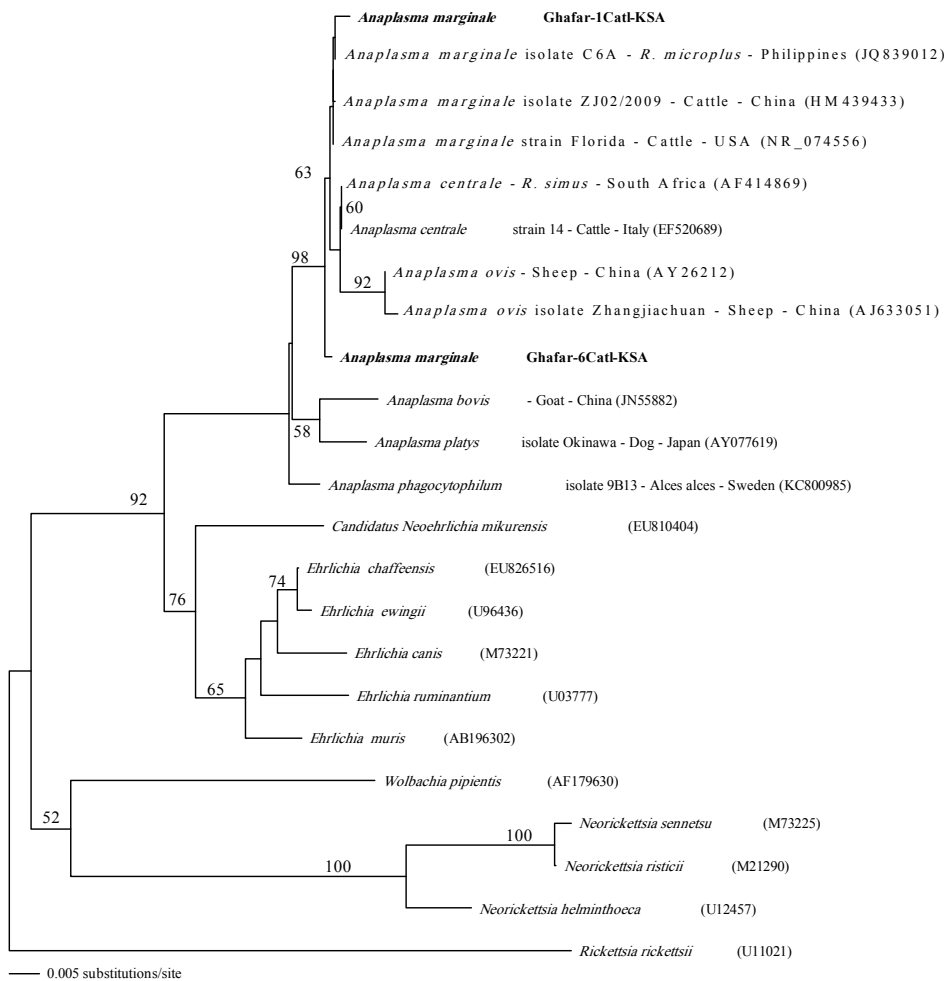 Anaplasma marginale Ghafar-1Catl-KSA
Anaplasma marginale isolate C6A - R. microplus - Philippines (JQ839012)
Anaplasma marginale isolate ZJ02/2009 - Cattle - China (HM439433)
Anaplasma marginale strain Florida - Cattle - USA (NR_074556)
63
Anaplasma centrale - R. simus - South Africa (AF414869)
60
Anaplasma centrale strain 14 - Cattle - Italy (EF520689)
98
Anaplasma ovis - Sheep - China (AY26212)
92
Anaplasma ovis isolate Zhangjiachuan - Sheep - China (AJ633051)
Anaplasma marginale Ghafar-6Catl-KSA
Anaplasma bovis - Goat - China (JN55882)
58
Anaplasma platys isolate Okinawa - Dog - Japan (AY077619)
Anaplasma phagocytophilum isolate 9B13 - Alces alces - Sweden (KC800985)
92
Candidatus Neoehrlichia mikurensis (EU810404)
Ehrlichia chaffeensis (EU826516)
74
76
Ehrlichia ewingii (U96436)
Ehrlichia canis (M73221)
65
Ehrlichia ruminantium (U03777)
Ehrlichia muris (AB196302)
Wolbachia pipientis (AF179630)
52
Neorickettsia sennetsu (M73225)
100
100
Neorickettsia risticii (M21290)
Neorickettsia helminthoeca (U12457)
Rickettsia rickettsii (U11021)
0.005 substitutions/site